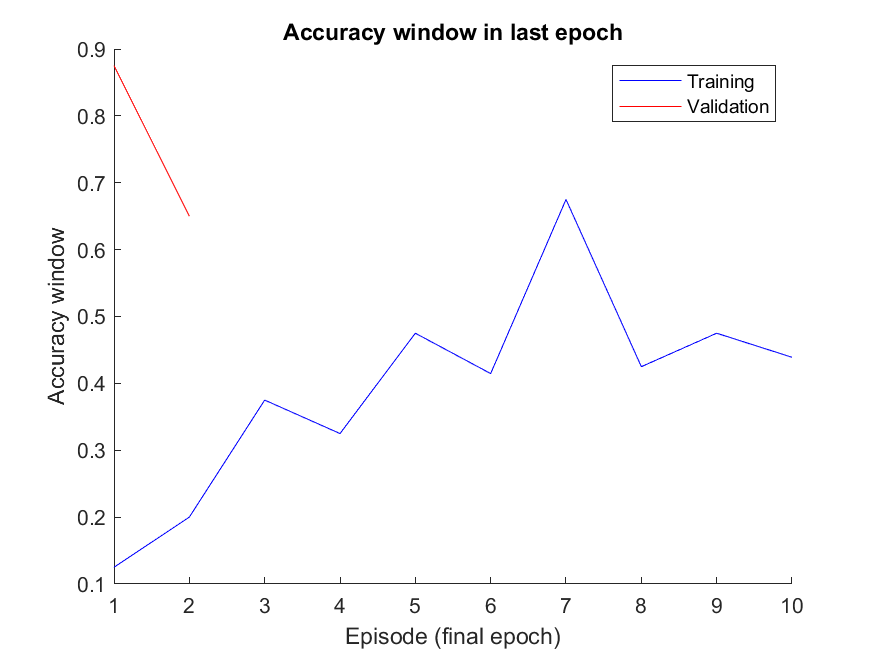 Accuracy window in last epoch
Training
Validation
Accuracy window
0.9
0.8
0.7
0.6
0.5
0.4
0.3
0.2
0.1
1 2 3 4 5 6 7 8 9 10
Episode (final epoch)